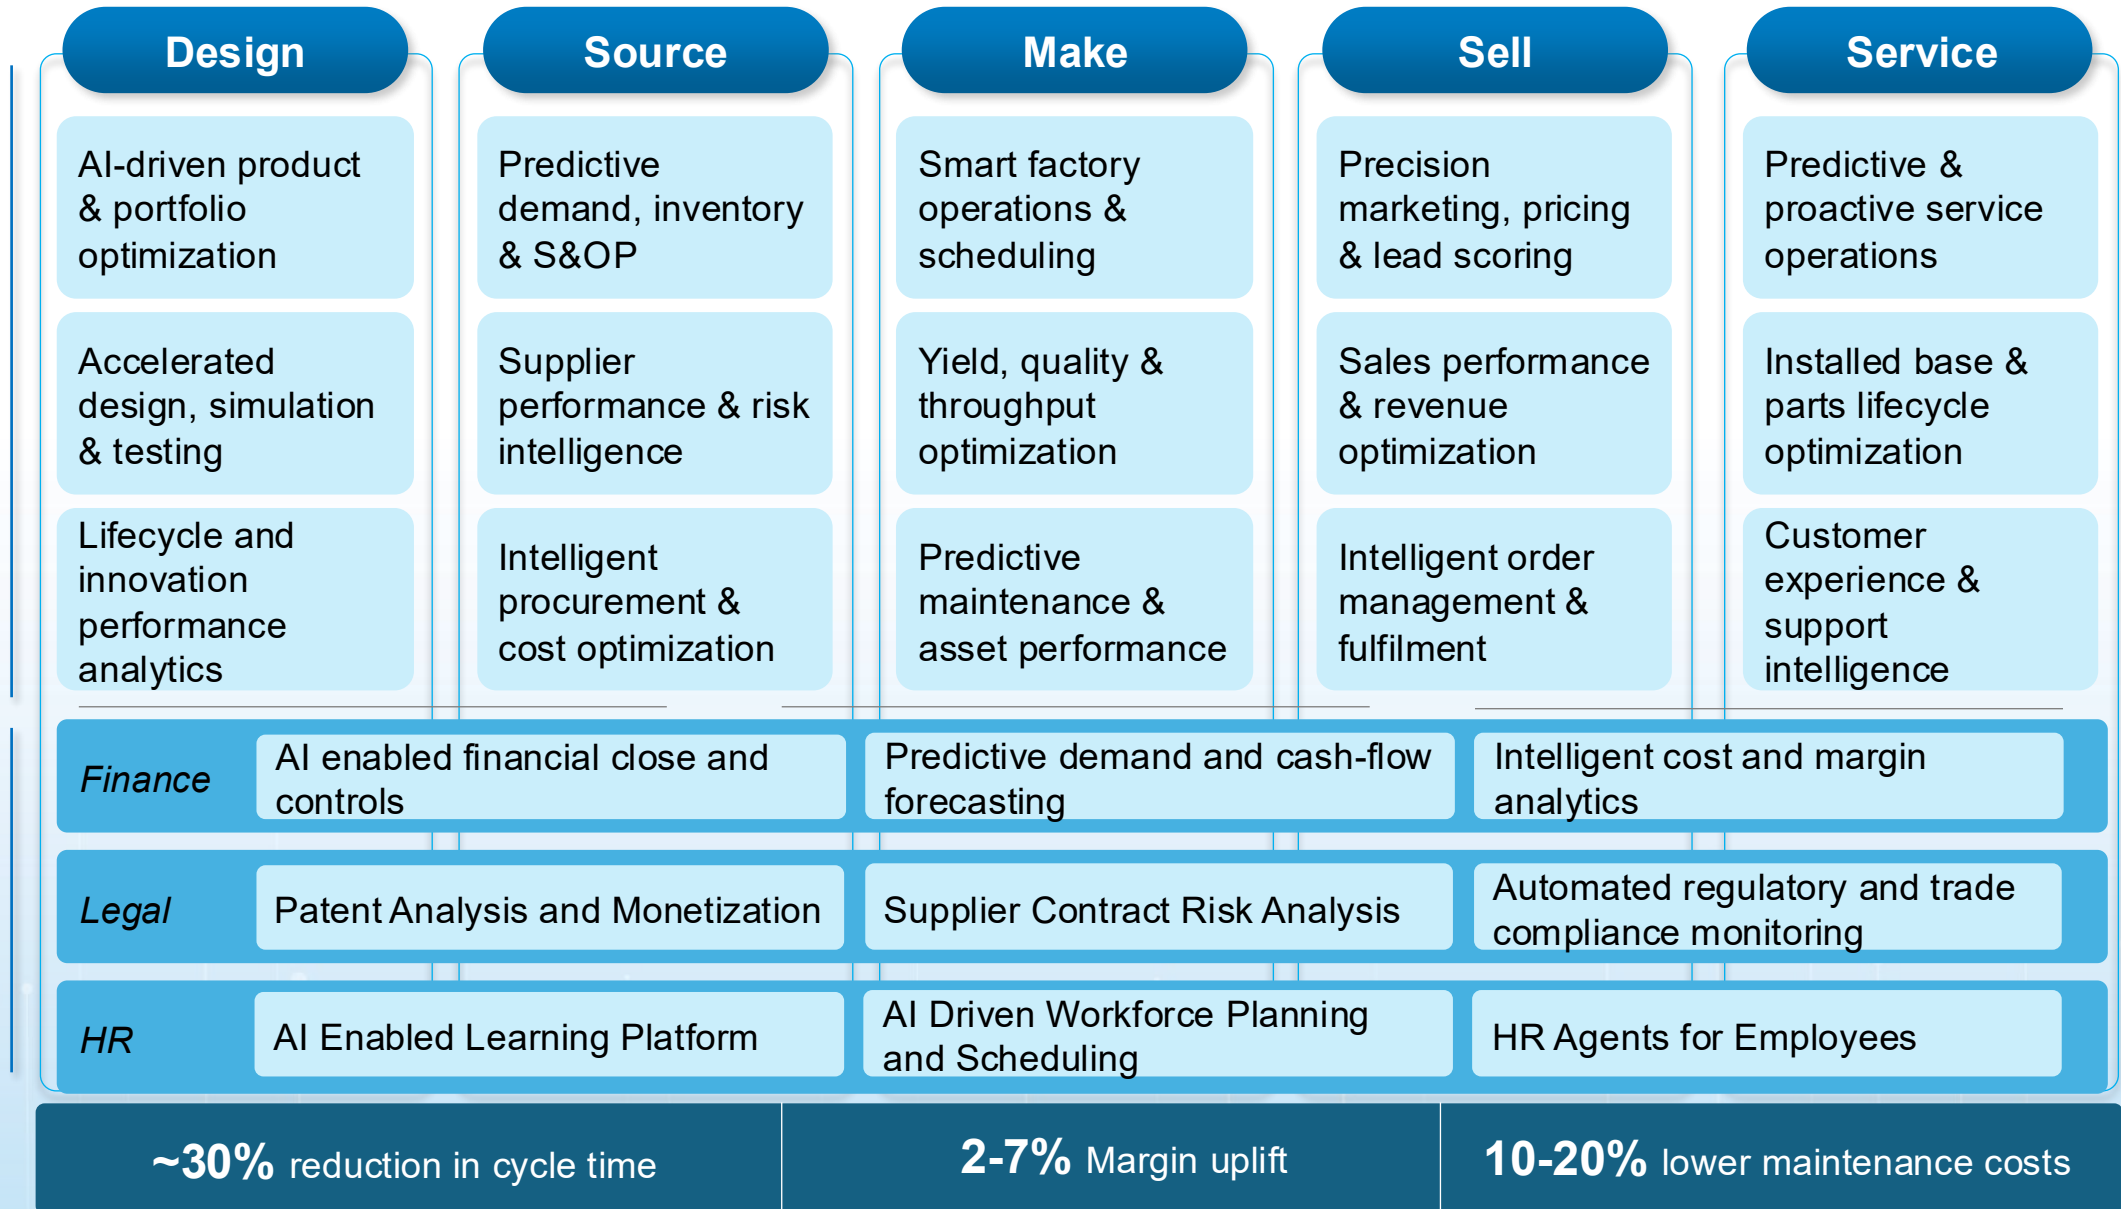 Design
Source
Make
Sell
Service
AI-driven product
& portfolio
optimization
Predictive
demand, inventory
& S&OP
Smart factory
operations &
scheduling
Precision
marketing, pricing
& lead scoring
Predictive &
proactive service
operations
Accelerated
design, simulation
& testing
Supplier
performance & risk
intelligence
Yield, quality &
throughput
optimization
Sales performance
& revenue
optimization
Installed base &
parts lifecycle
optimization
Lifecycle and
innovation
performance
analytics
Intelligent
procurement &
cost optimization
Predictive
maintenance &
asset performance
Intelligent order
management &
fulfilment
Customer
experience &
support
intelligence
Finance
AI enabled financial close and
controls
Predictive demand and cash-flow
forecasting
Intelligent cost and margin
analytics
Legal
Patent Analysis and Monetization
Supplier Contract Risk Analysis
Automated regulatory and trade
compliance monitoring
HR
AI Enabled Learning Platform
AI Driven Workforce Planning
and Scheduling
HR Agents for Employees
~30% reduction in cycle time
2-7% Margin uplift
10-20% lower maintenance costs